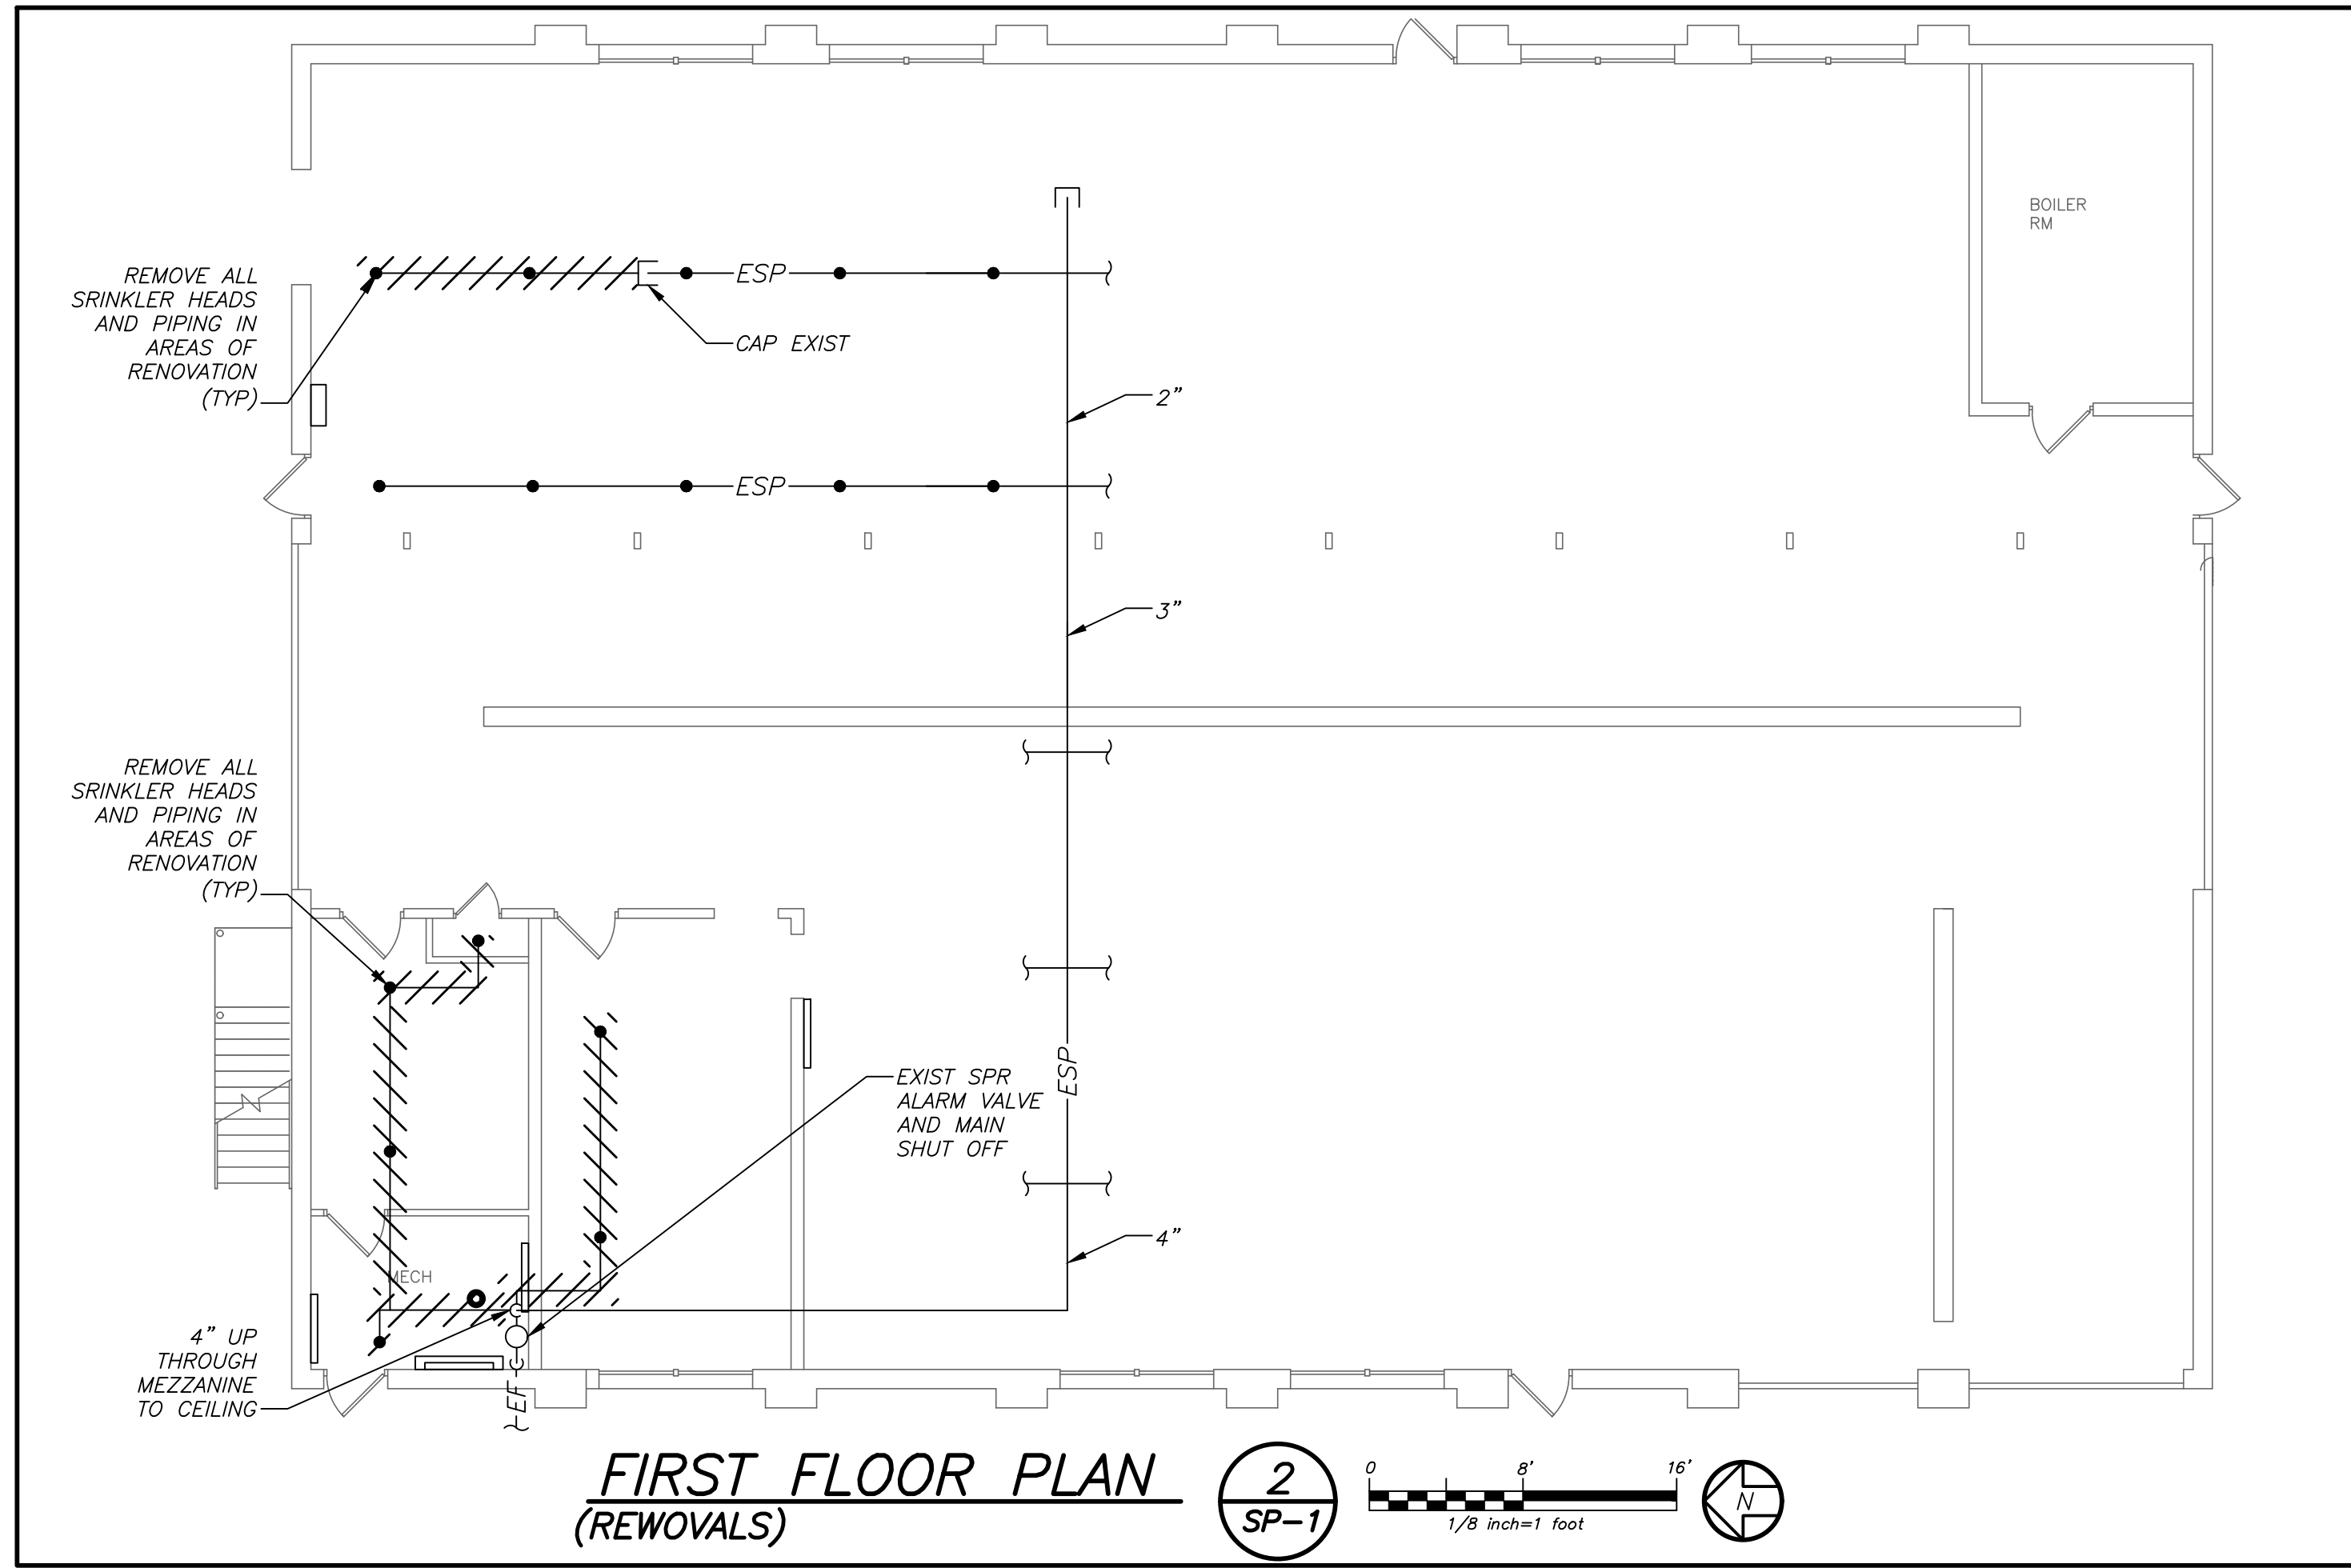 BOILER
RM
REMOVE ALL
SRINKLER HEADS
AND PIPING IN
AREAS OF
RENOVATION
(TYP)
ESP
CAP EXIST
2"
ESP
3"
REMOVE ALL
SRINKLER HEADS
AND PIPING IN
AREAS OF
RENOVATION
(TYP)
EXIST SPR
ALARM VALVE
AND MAIN
SHUT OFF
ESP
4"
MECH
4" UP
THROUGH
MEZZANINE
TO CEILING
EF
FIRST FLOOR PLAN
(REWOVALS)
2
SP-1
0 8' 16'
1/8 inch=1 foot
N